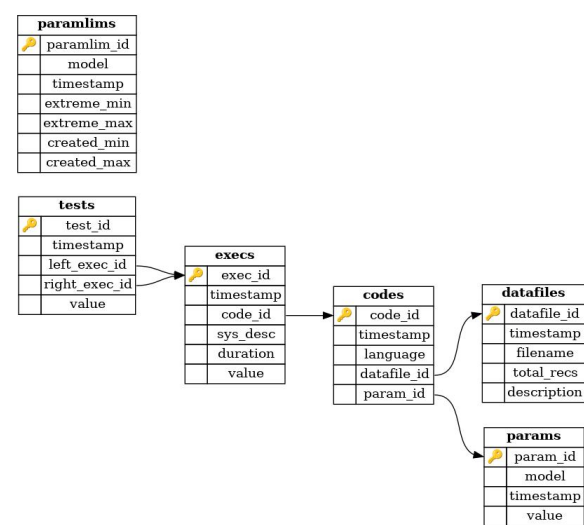 paramlims
paramlim_id
model
timestamp
extreme_min
extreme_max
created_min
created_max
tests
test_id
timestamp
left_exec_id
right_exec_id
value
execs
exec_id
timestamp
code_id
sys_desc
duration
value
codes
code_id
timestamp
language
datafile_id
param_id
datafiles
datafile_id
timestamp
filename
total_recs
description
params
param_id
model
timestamp
value